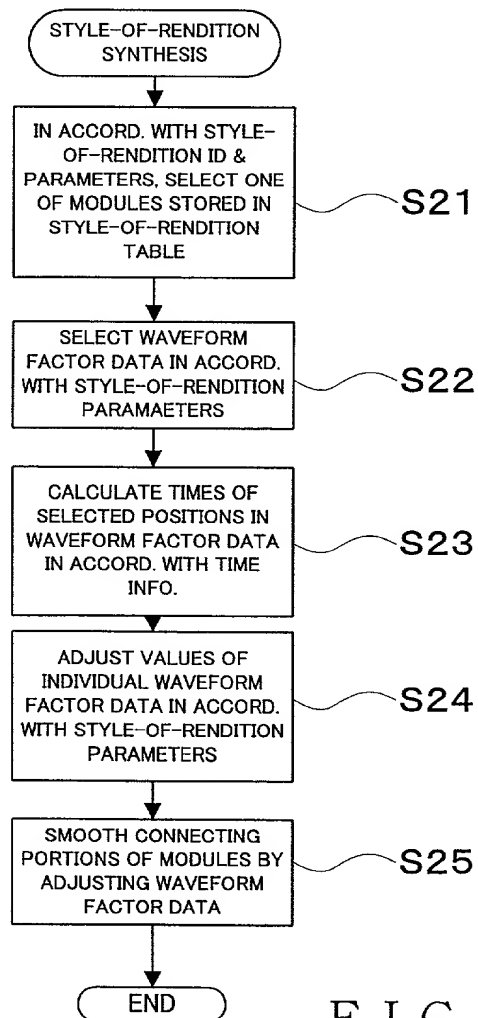 STYLE-OF-RENDITION
SYNTHESIS
IN ACCORD. WITH STYLE-
OF-RENDITION ID &
PARAMETERS, SELECT ONE
OF MODULES STORED IN
STYLE-OF-RENDITION
TABLE
S21
SELECT WAVEFORM
FACTOR DATA IN ACCORD.
WITH STYLE-OF-RENDITION
PARAMAETERS
S22
CALCULATE TIMES OF
SELECTED POSITIONS IN
WAVEFORM FACTOR DATA
IN ACCORD. WITH TIME
INFO.
S23
ADJUST VALUES OF
INDIVIDUAL WAVEFORM
FACTOR DATA IN ACCORD.
WITH STYLE-OF-RENDITION
PARAMETERS
S24
SMOOTH CONNECTING
PORTIONS OF MODULES BY
ADJUSTING WAVEFORM
FACTOR DATA
S25
END
FIG